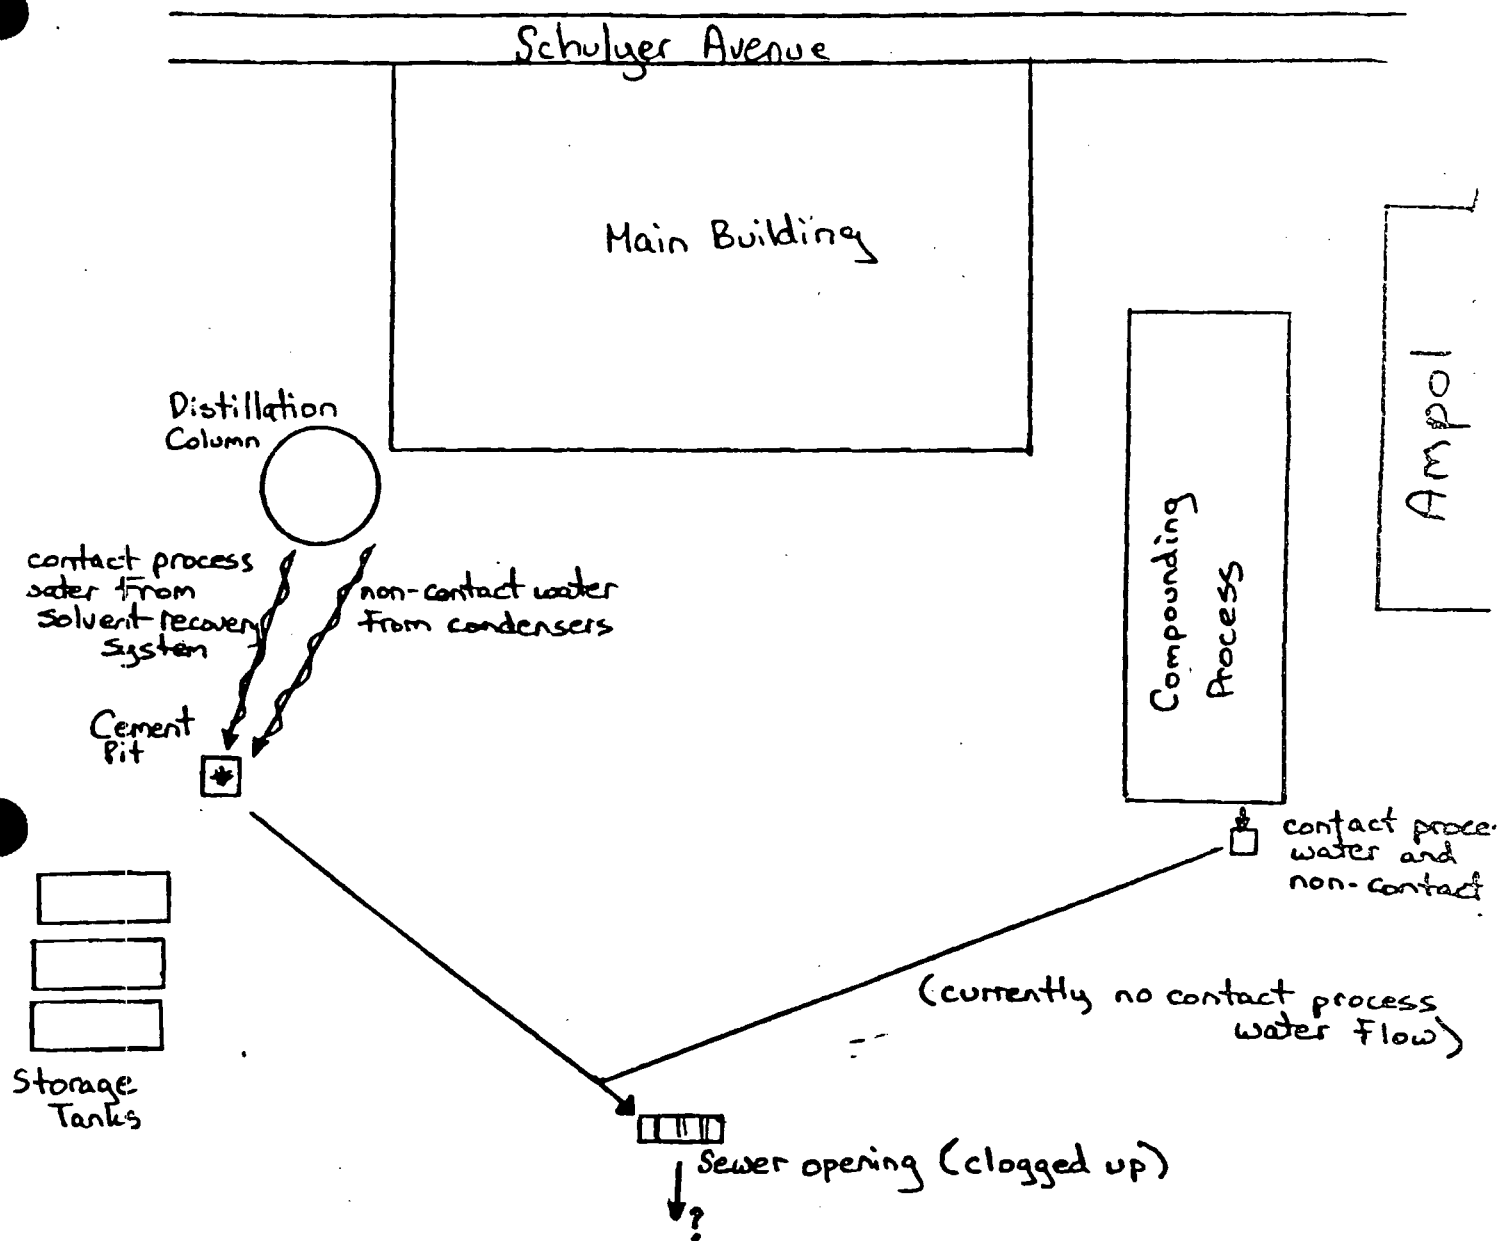 Schulyer Avenue
Main Building
Distillation
Column
Ampol
contact process
water from
solvent recovery
system
non-contact water
from condensers
Compounding
Process
Cement
Pit
contact proce
water and
non-contact
(currently no contact process
water flow)
Storage
Tanks
sewer opening (clogged up)
?